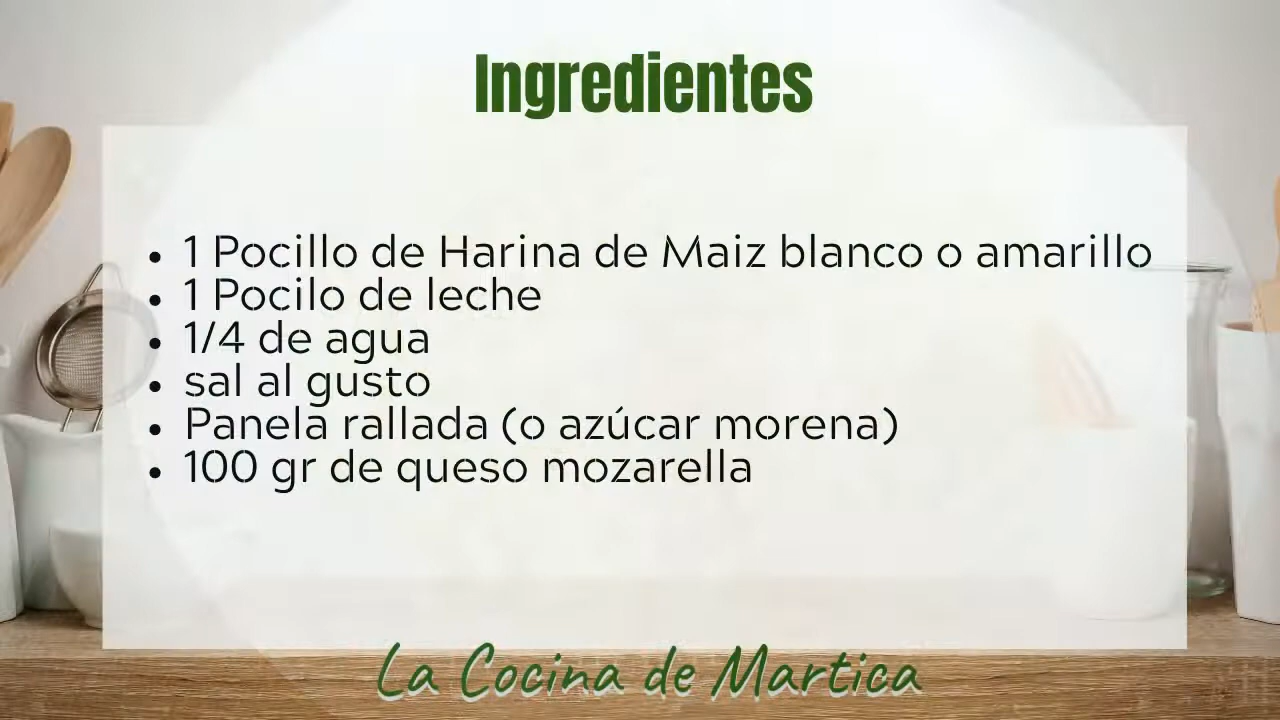 Ingredientes
• 1 Pocillo de Harina de Maiz blanco o amarillo
• 1 Pocilo de leche
• 1/4 de agua
• sal al gusto
• Panela rallada (o azúcar morena)
• 100 gr de queso mozarella
La Cocina de Martica